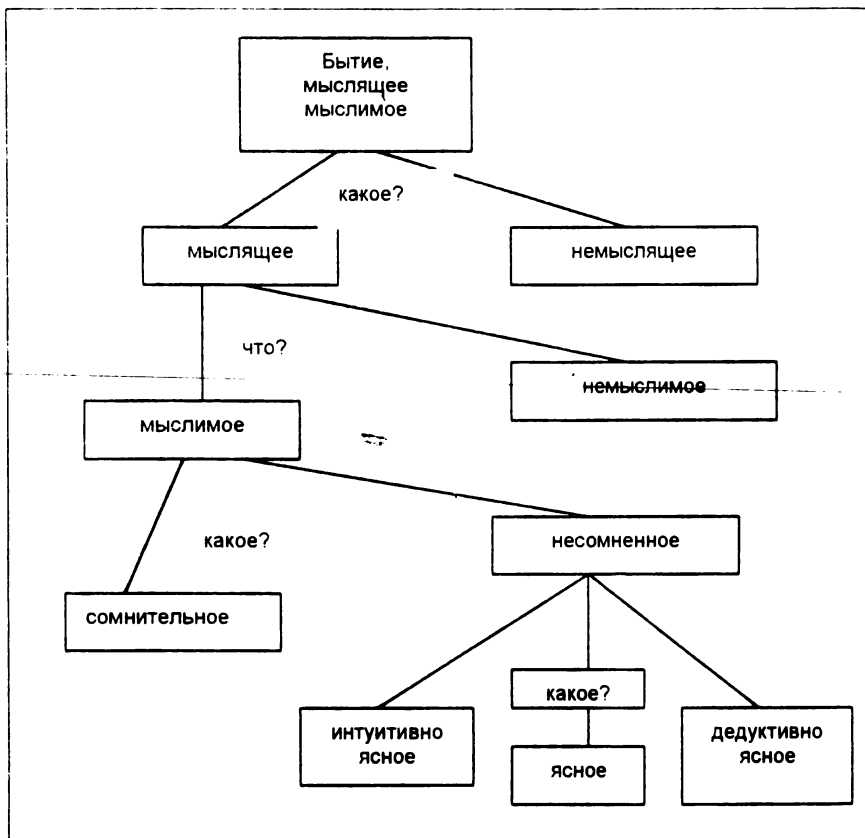 Бытие,
мыслящее
мыслимое
какое?
мыслящее
немыслящее
что?
немыслимое
мыслимое
какое?
несомненное
сомнительное
какое?
интуитивно
ясное
ясное
дедуктивно
ясное